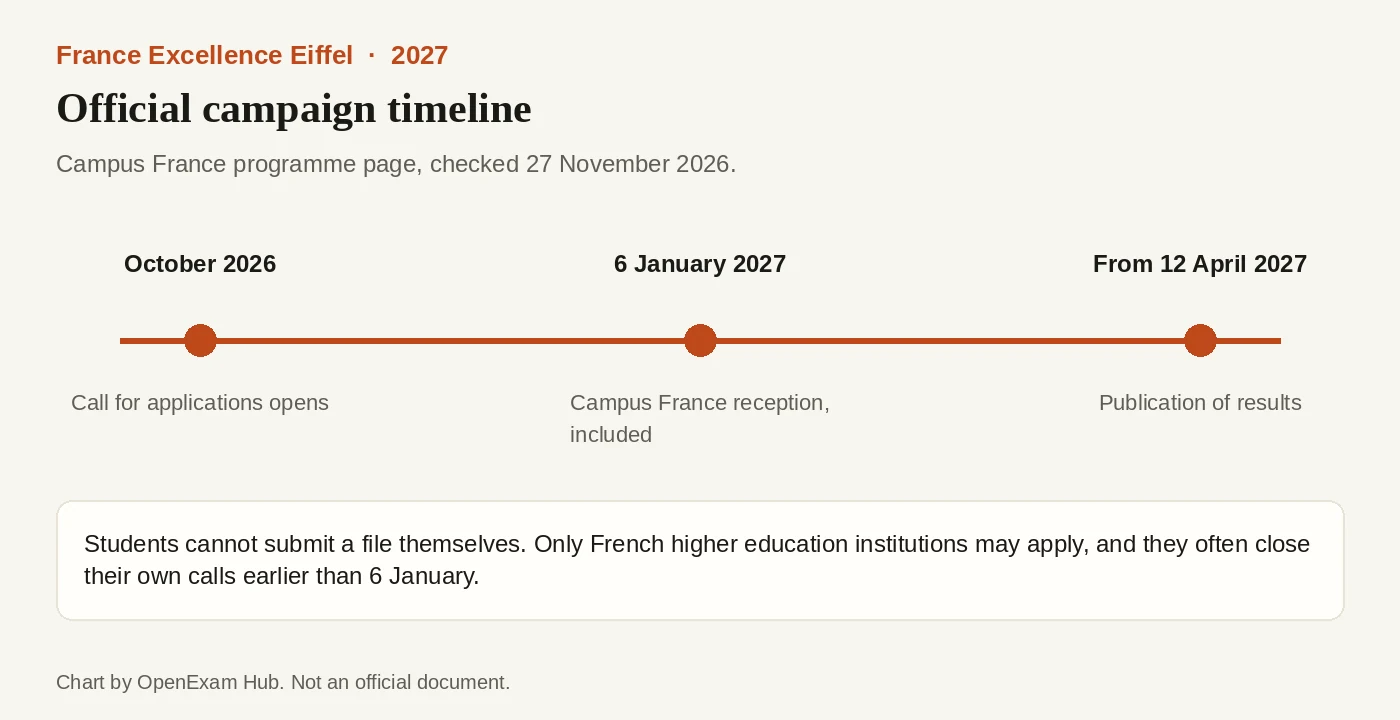 France Excellence Eiffel · 2027
Official campaign timeline
Campus France programme page, checked 27 November 2026.
October 2026
6 January 2027
From 12 April 2027
Call for applications opens
Campus France reception,
included
Publication of results
Students cannot submit a file themselves. Only French higher education institutions may apply, and they often close
their own calls earlier than 6 January.
Chart by OpenExam Hub. Not an official document.